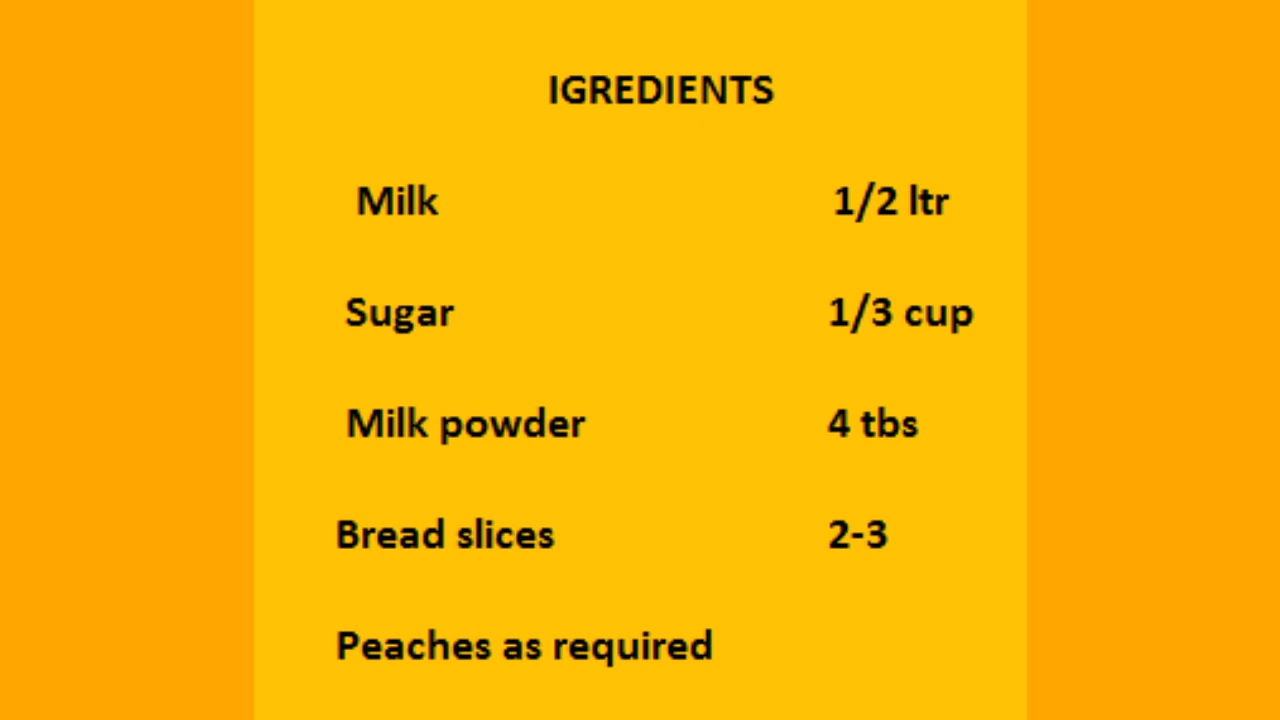 IGREDIENTS
Milk 1/2 ltr
Sugar 1/3 cup
Milk powder 4 tbs
Bread slices 2-3
Peaches as required